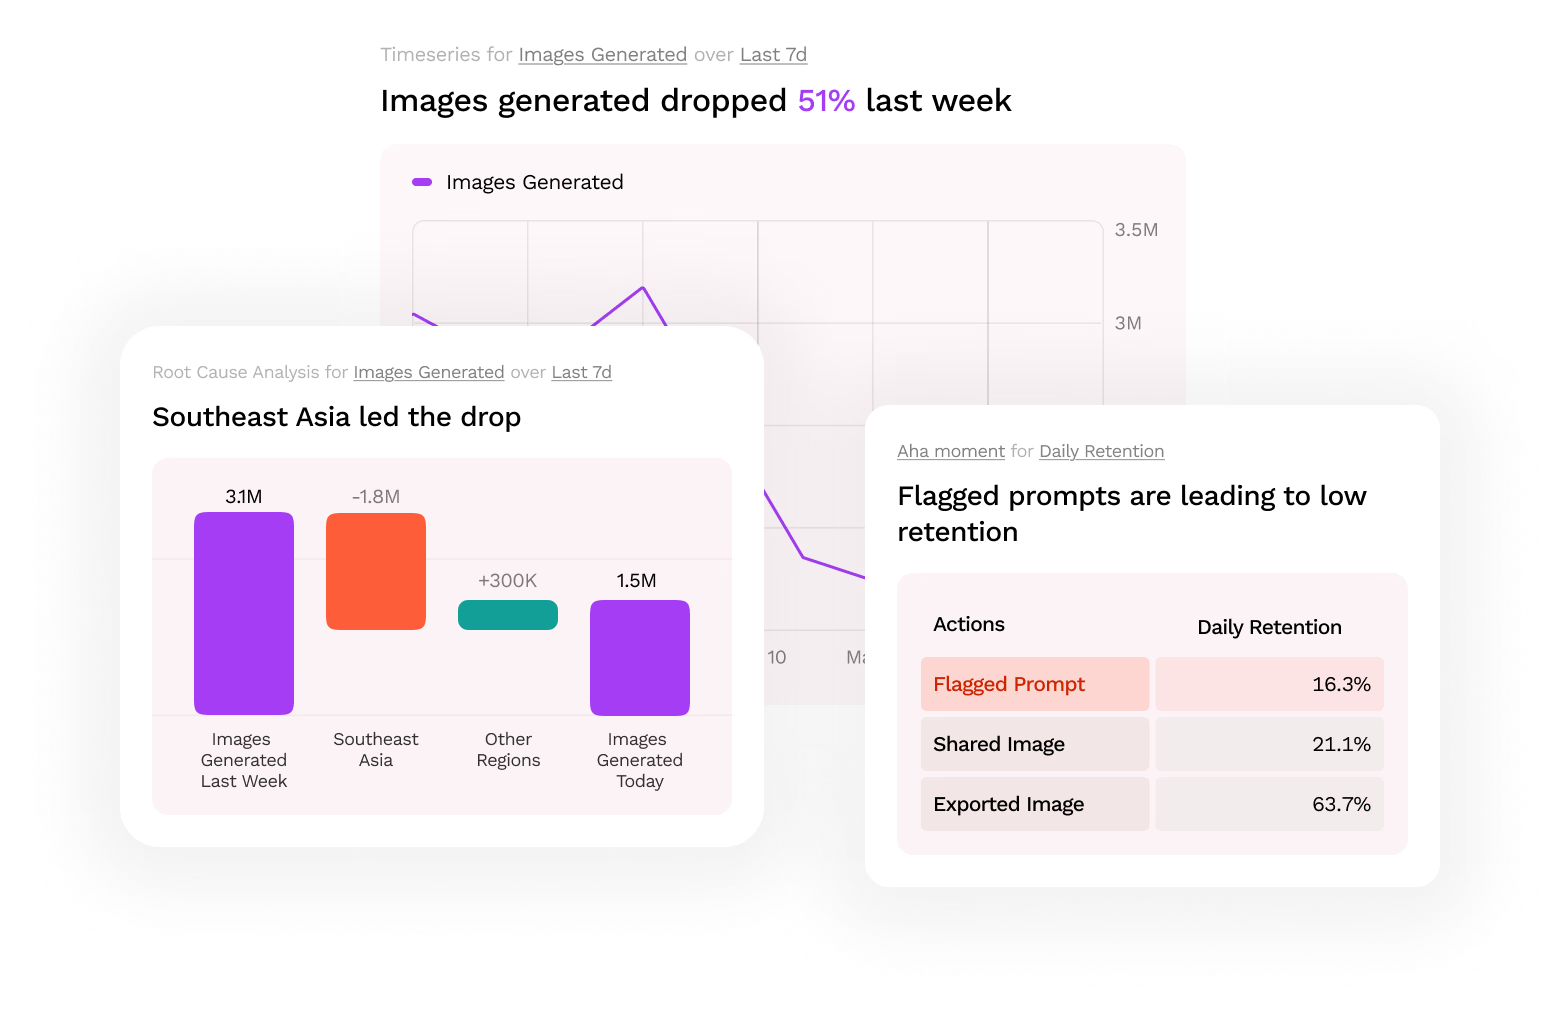 Timeseries for Images Generated over Last 7d
Images generated dropped 51% last week
Images Generated
3.5M
3M
10
Root Cause Analysis for Images Generated over Last 7d
Southeast Asia led the drop
3.1M
-1.8M
+300K
1.5M
Images
Generated
Last Week
Southeast
Asia
Other
Regions
Images
Generated
Today
Aha moment for Daily Retention
Flagged prompts are leading to low
retention
Actions
Daily Retention
Flagged Prompt
16.3%
Shared Image
21.1%
Exported Image
63.7%